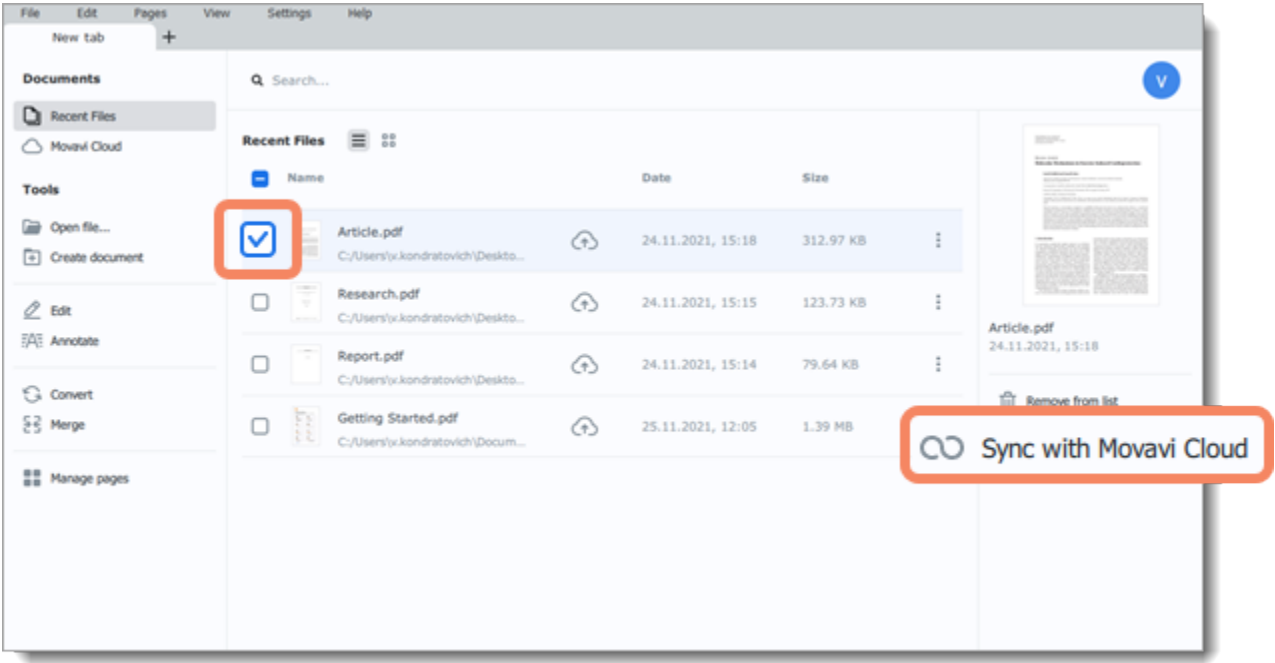 File Edit Pages View Settings Help
New tab +
Documents
Recent Files
Movavi Cloud
Tools
Open file...
Create document
Edit
Annotate
Convert
Merge
Manage pages
Search...
V
Recent Files
Name Date Size
Article.pdf
C:/Users\v.kondratovich\Deskto...
24.11.2021, 15:18 312.97 KB
Research.pdf
C:/Users\v.kondratovich\Deskto...
24.11.2021, 15:15 123.73 KB
Report.pdf
C:/Users\v.kondratovich\Deskto...
24.11.2021, 15:14 79.64 KB
Getting Started.pdf
C:/Users\v.kondratovich\Docum...
25.11.2021, 12:05 1.39 MB
Article.pdf
24.11.2021, 15:18
Remove from list
Sync with Movavi Cloud